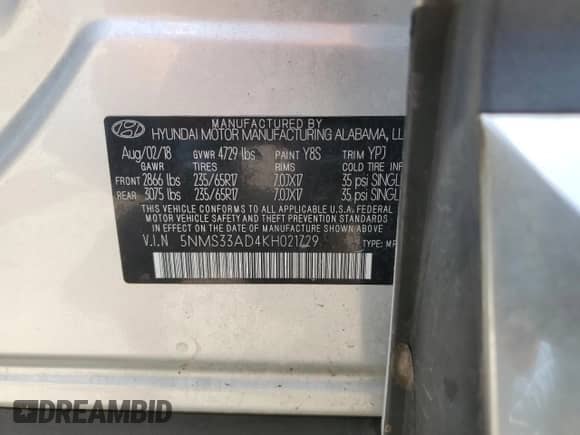 MANUFACTURED BY
HYUNDAI MOTOR MANUFACTURING ALABAMA, LL
Aug/02/18 GVWR 4729 lbs PAINT Y8S TRIM YPJ
GAWR TIRES RIMS COLD TIRE INF
FRONT 2866 lbs 235/65R17 7.0JX17 35 psi SINGL
REAR 3075 lbs 235/65R17 7.0JX17 35 psi SINGL
THIS VEHICLE CONFORMS TO ALL APPLICABLE U.S.A. FEDERAL
MOTOR VEHICLE SAFETY AND THEFT PREVENTION STANDARDS
IN EFFECT ON THE DATE OF MANUFACTURE SHOWN ABOVE.
V.I.N 5NMS33AD4KH021729 TYPE: MP
DREAMBID